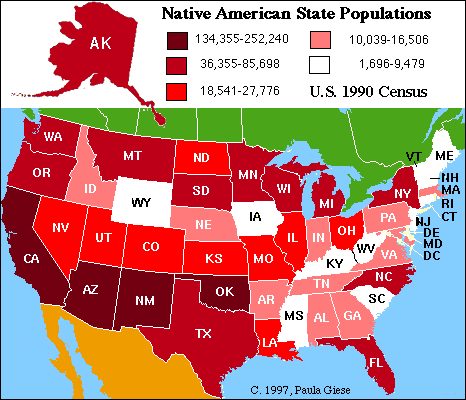 Native American State Populations
AK
134,355-252,240
10,039-16,506
36,355-85,698
1,696-9,479
18,541-27,776
U.S. 1990 Census
WA
MT
ND
MN
VT
ME
OR
ID
SD
WI
MI
NY
NH
MA
RI
CT
WY
NE
IA
PA
NJ
DE
MD
DC
NV
UT
CO
KS
MO
IL
IN
OH
WV
VA
KY
CA
AZ
NM
OK
AR
TN
NC
SC
TX
LA
MS
AL
GA
FL
C. 1997, Paula Giese